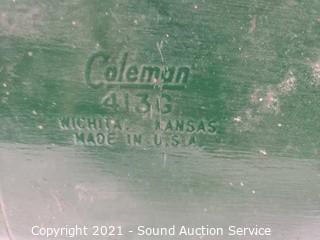 Coleman
413G
WICHITA, KANSAS
MADE IN U.S.A.
Copyright 2021 - Sound Auction Service